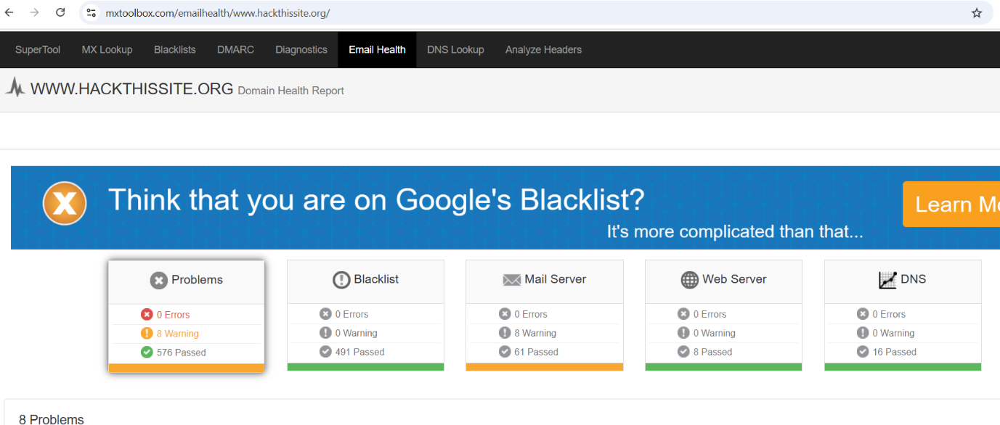 mxtoolbox.com/emailhealth/www.hackthissite.org/
SuperTool MX Lookup Blacklists DMARC Diagnostics Email Health DNS Lookup Analyze Headers
WWW.HACKTHISSITE.ORG Domain Health Report
Think that you are on Google's Blacklist?
Learn Mo
It's more complicated than that...
Problems
0 Errors
8 Warning
576 Passed
Blacklist
0 Errors
0 Warning
491 Passed
Mail Server
0 Errors
8 Warning
61 Passed
Web Server
0 Errors
0 Warning
8 Passed
DNS
0 Errors
0 Warning
16 Passed
8 Problems